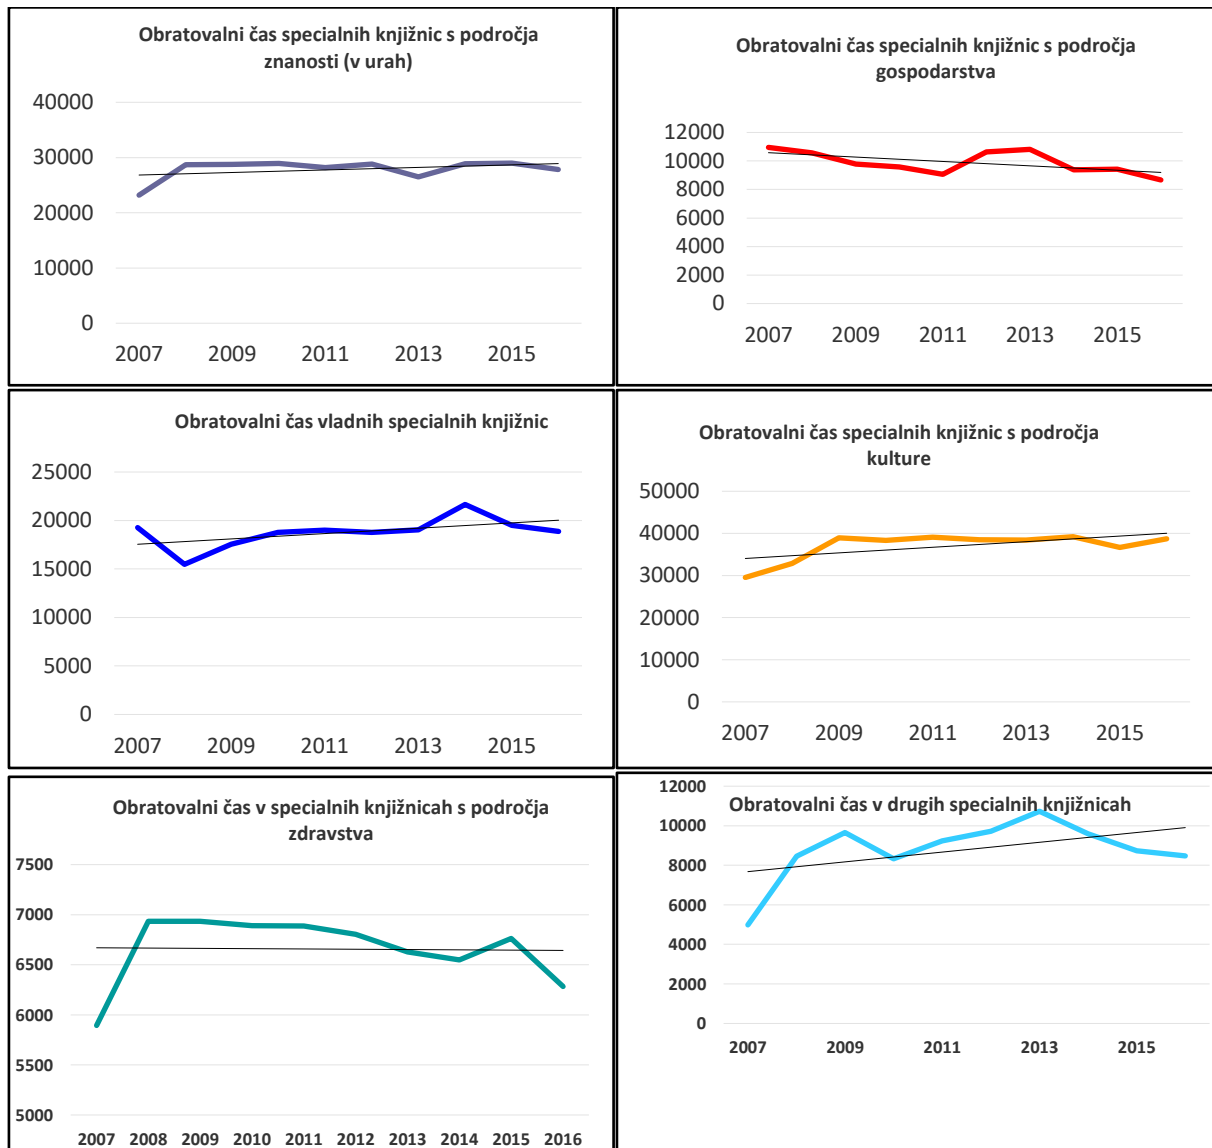 Obratovalni čas specialnih knjižnic s področja
znanosti (v urah)
40000
30000
20000
10000
0
2007 2009 2011 2013 2015
Obratovalni čas specialnih knjižnic s področja
gospodarstva
12000
10000
8000
6000
4000
2000
0
2007 2009 2011 2013 2015
Obratovalni čas vladnih specialnih knjižnic
25000
20000
15000
10000
5000
0
2007 2009 2011 2013 2015
Obratovalni čas specialnih knjižnic s področja
kulture
50000
40000
30000
20000
10000
0
2007 2009 2011 2013 2015
Obratovalni čas v specialnih knjižnicah s področja
zdravstva
7500
7000
6500
6000
5500
5000
2007 2008 2009 2010 2011 2012 2013 2014 2015 2016
Obratovalni čas v drugih specialnih knjižnicah
12000
10000
8000
6000
4000
2000
0
2007 2009 2011 2013 2015